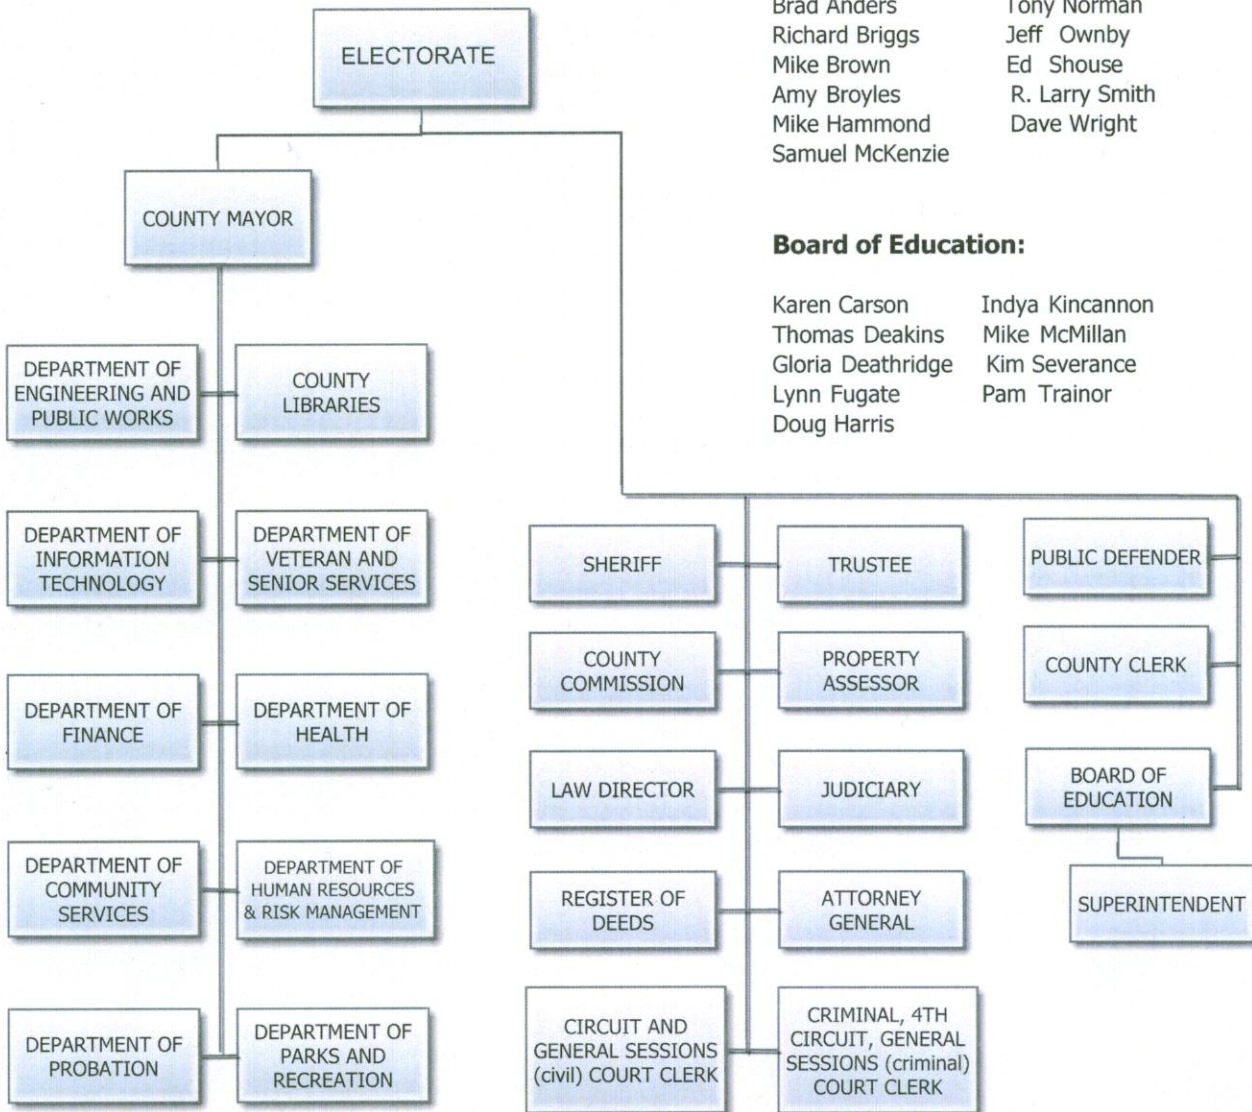 Brad Anders Tony Norman
Richard Briggs Jeff Ownby
Mike Brown Ed Shouse
Amy Broyles R. Larry Smith
Mike Hammond Dave Wright
Samuel McKenzie
Board of Education:
Karen Carson Indya Kincannon
Thomas Deakins Mike McMillan
Gloria Deathridge Kim Severance
Lynn Fugate Pam Trainor
Doug Harris
ELECTORATE
COUNTY MAYOR
DEPARTMENT OF
ENGINEERING AND
PUBLIC WORKS
COUNTY
LIBRARIES
DEPARTMENT OF
INFORMATION
TECHNOLOGY
DEPARTMENT OF
VETERAN AND
SENIOR SERVICES
DEPARTMENT OF
FINANCE
DEPARTMENT OF
HEALTH
DEPARTMENT OF
COMMUNITY
SERVICES
DEPARTMENT OF
HUMAN RESOURCES
& RISK MANAGEMENT
DEPARTMENT OF
PROBATION
DEPARTMENT OF
PARKS AND
RECREATION
SHERIFF
TRUSTEE
PUBLIC DEFENDER
COUNTY
COMMISSION
PROPERTY
ASSESSOR
COUNTY CLERK
LAW DIRECTOR
JUDICIARY
BOARD OF
EDUCATION
REGISTER OF
DEEDS
ATTORNEY
GENERAL
SUPERINTENDENT
CIRCUIT AND
GENERAL SESSIONS
(civil) COURT CLERK
CRIMINAL, 4TH
CIRCUIT, GENERAL
SESSIONS (criminal)
COURT CLERK